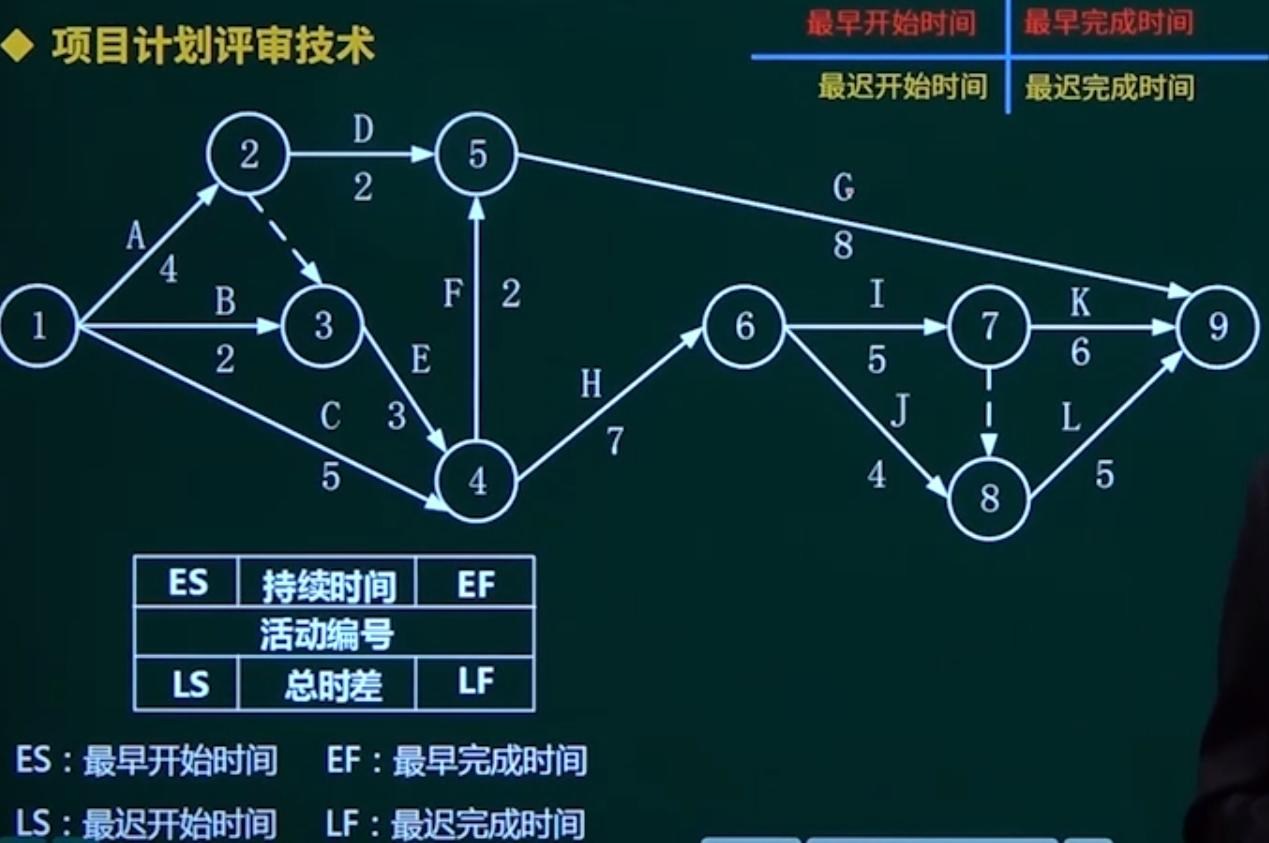 ◆ 项目计划评审技术
最早开始时间 最早完成时间
最迟开始时间 最迟完成时间
D
2 5
2
G
8
A
4
F 2
B
1 3 6
2
I
7
K
9
5
6
E
3
H
7
C
5
4
J
4
L
5
8
ES 持续时间 EF
活动编号
LS 总时差 LF
ES：最早开始时间 EF：最早完成时间
LS：最迟开始时间 LF：最迟完成时间